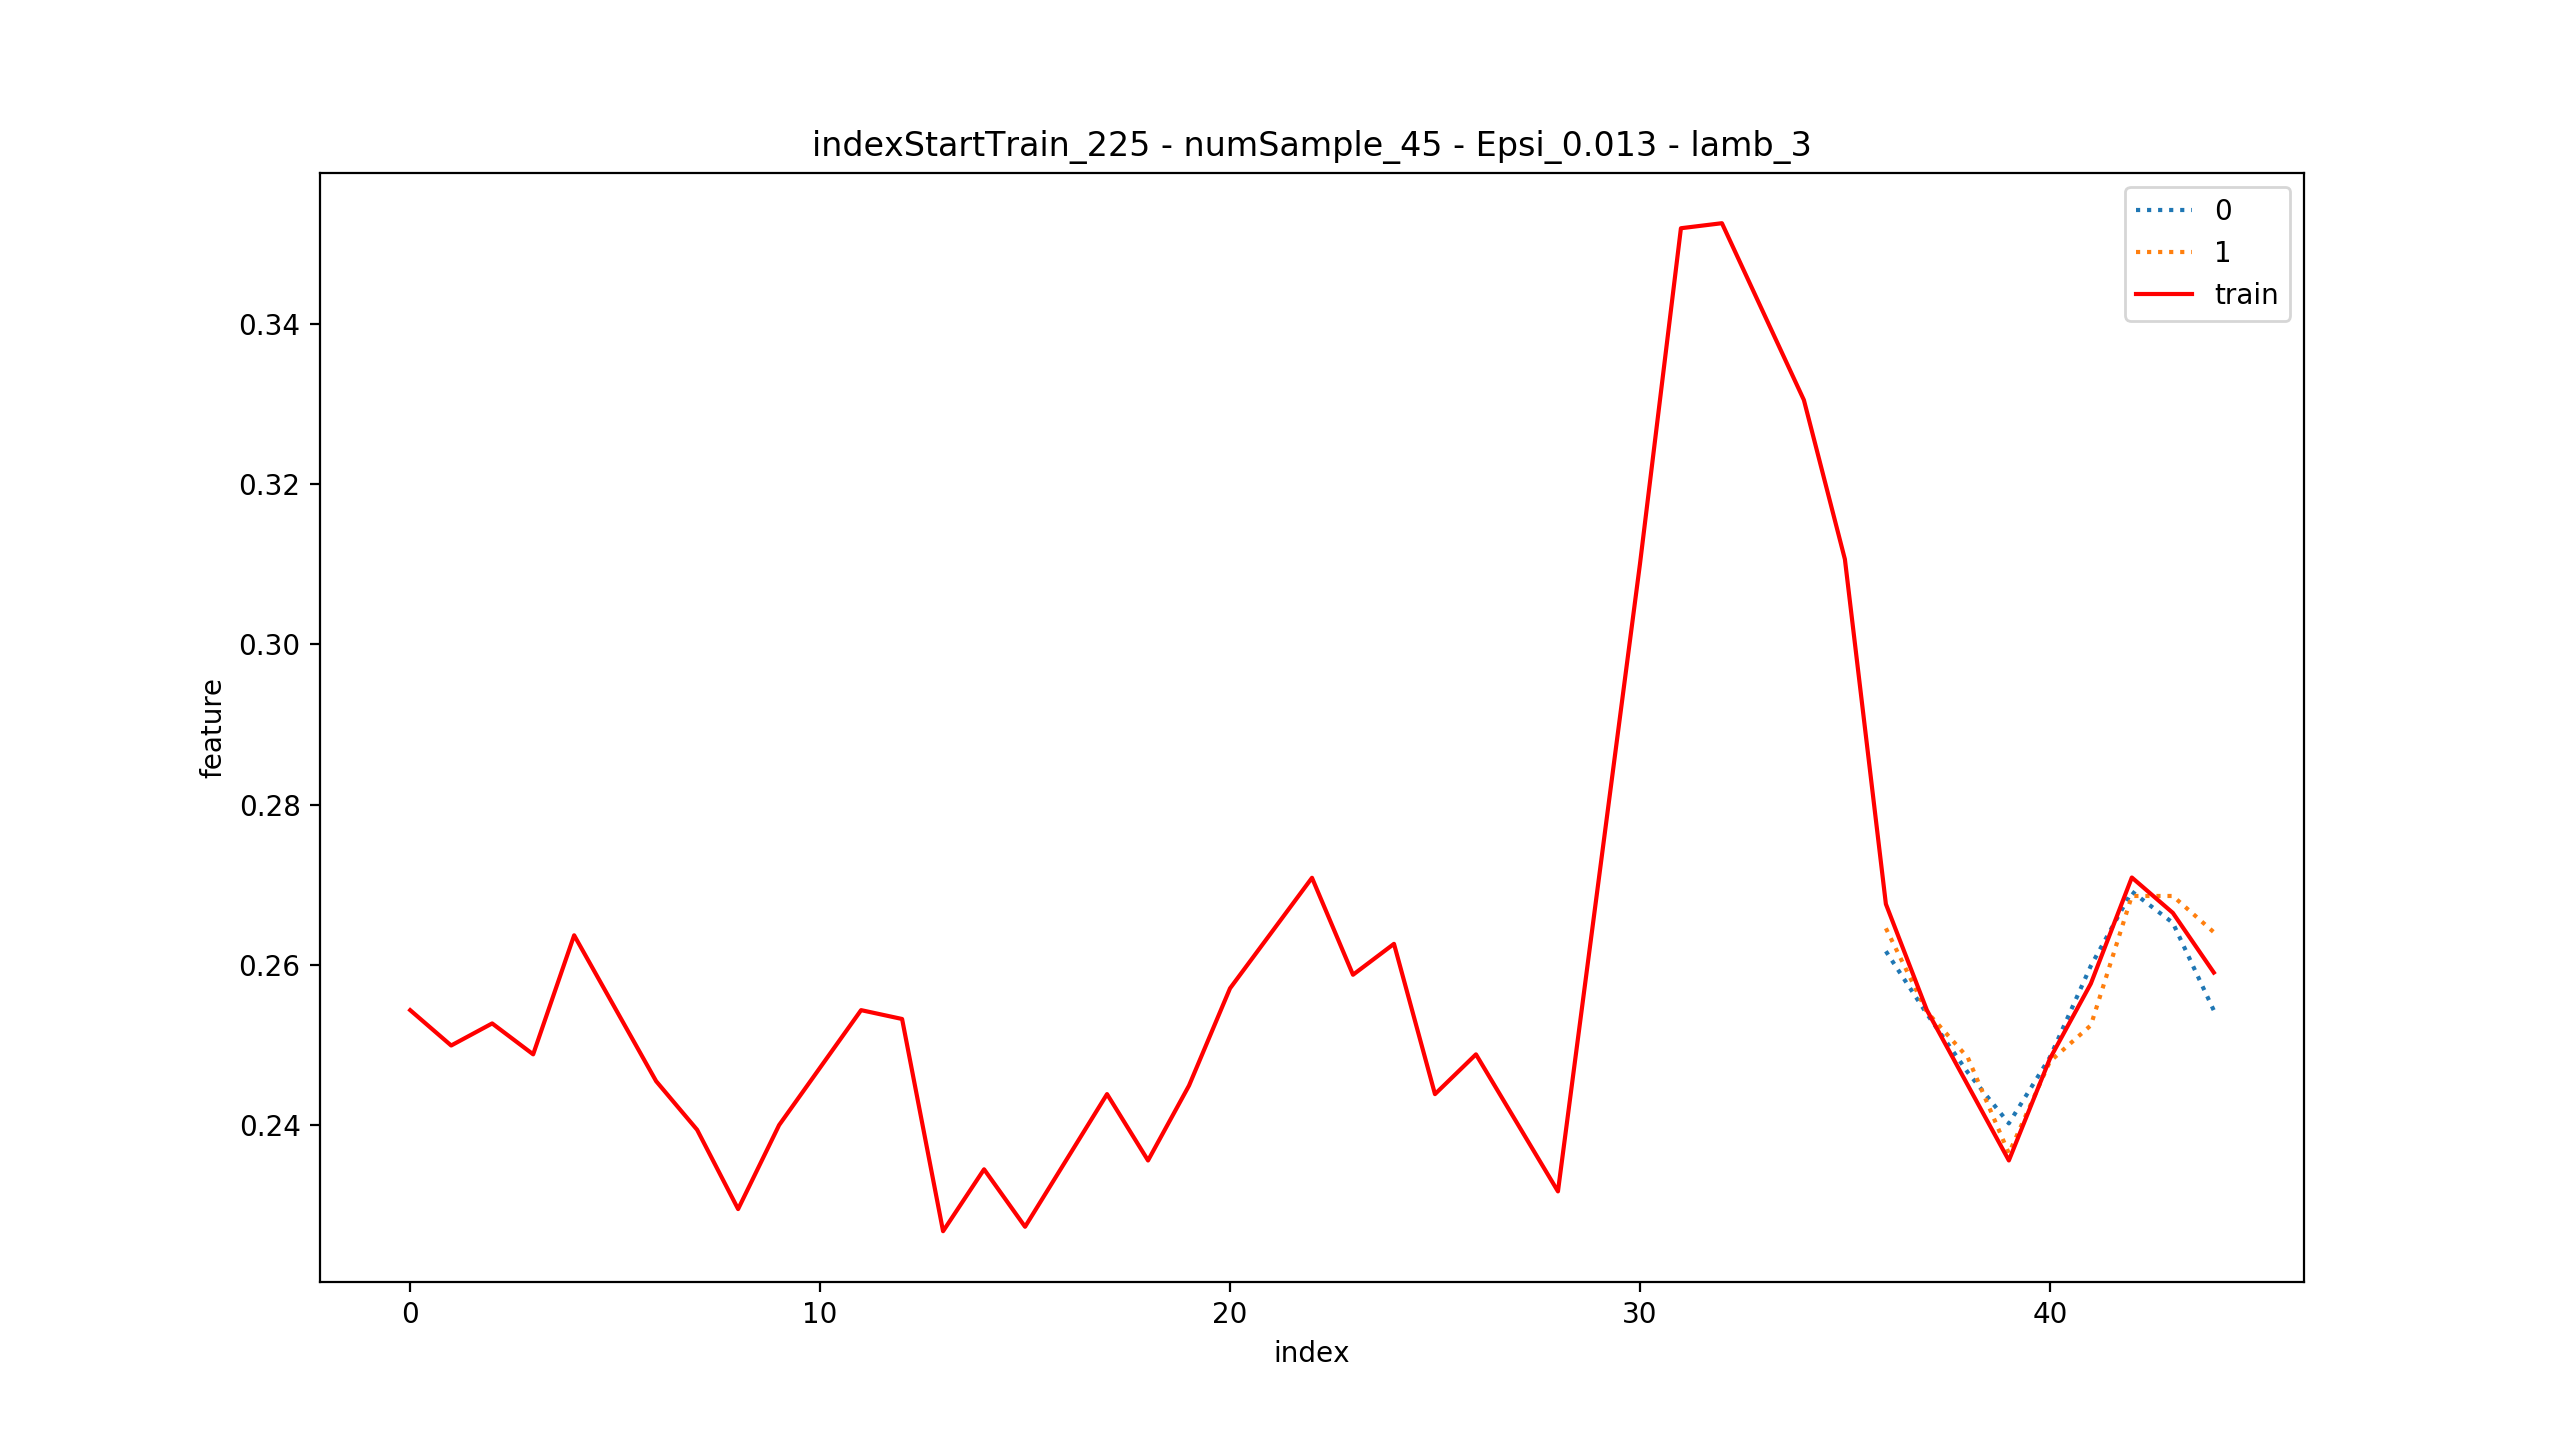 indexStartTrain_225 - numSample_45 - Epsi_0.013 - lamb_3
0
1
train
0.34
0.32
0.30
0.28
0.26
0.24
feature
0 10 20 30 40
index